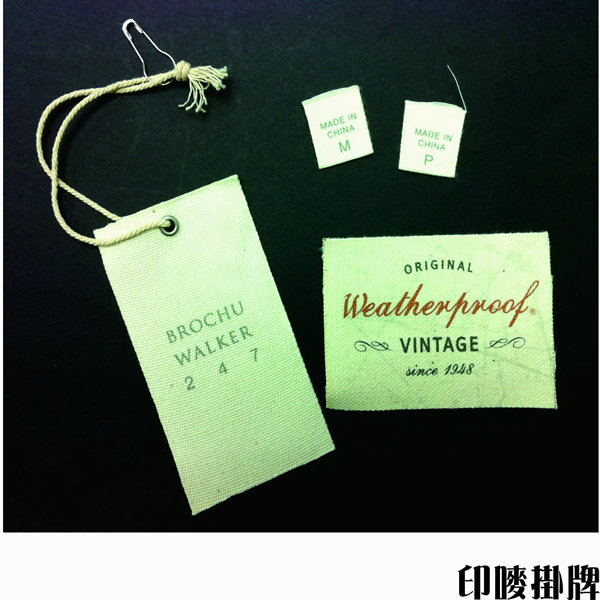 MADE IN
CHINA
M
MADE IN
CHINA
P
BROCHU
WALKER
2 4 7
ORIGINAL
Weatherproof®
VINTAGE
since 1948
印嘜掛牌